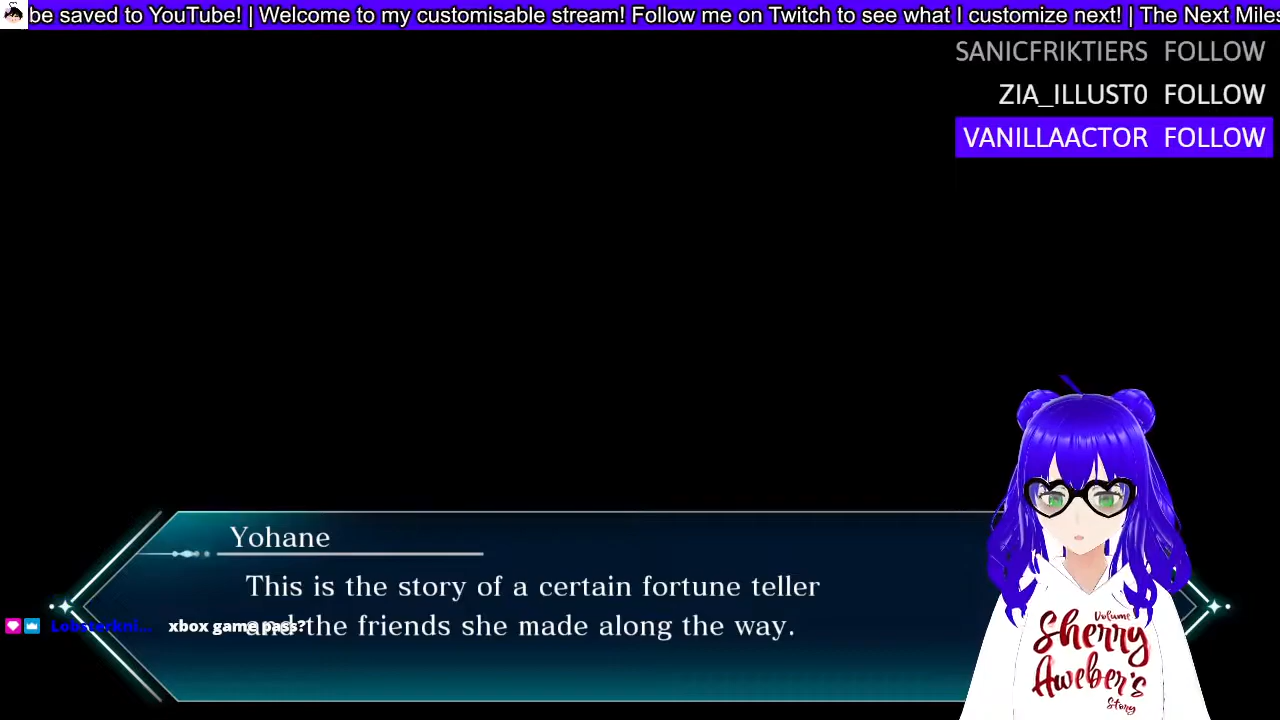 be saved to YouTube! | Welcome to my customisable stream! Follow me on Twitch to see what I customize next! | The Next Miles
SANICFRIKTIERS FOLLOW
ZIA_ILLUST0 FOLLOW
VANILLAACTOR FOLLOW
Yohane
This is the story of a certain fortune teller
and the friends she made along the way.
Lobsterkni... xbox game pass?
Volume
Sherry
Aweber's
Story